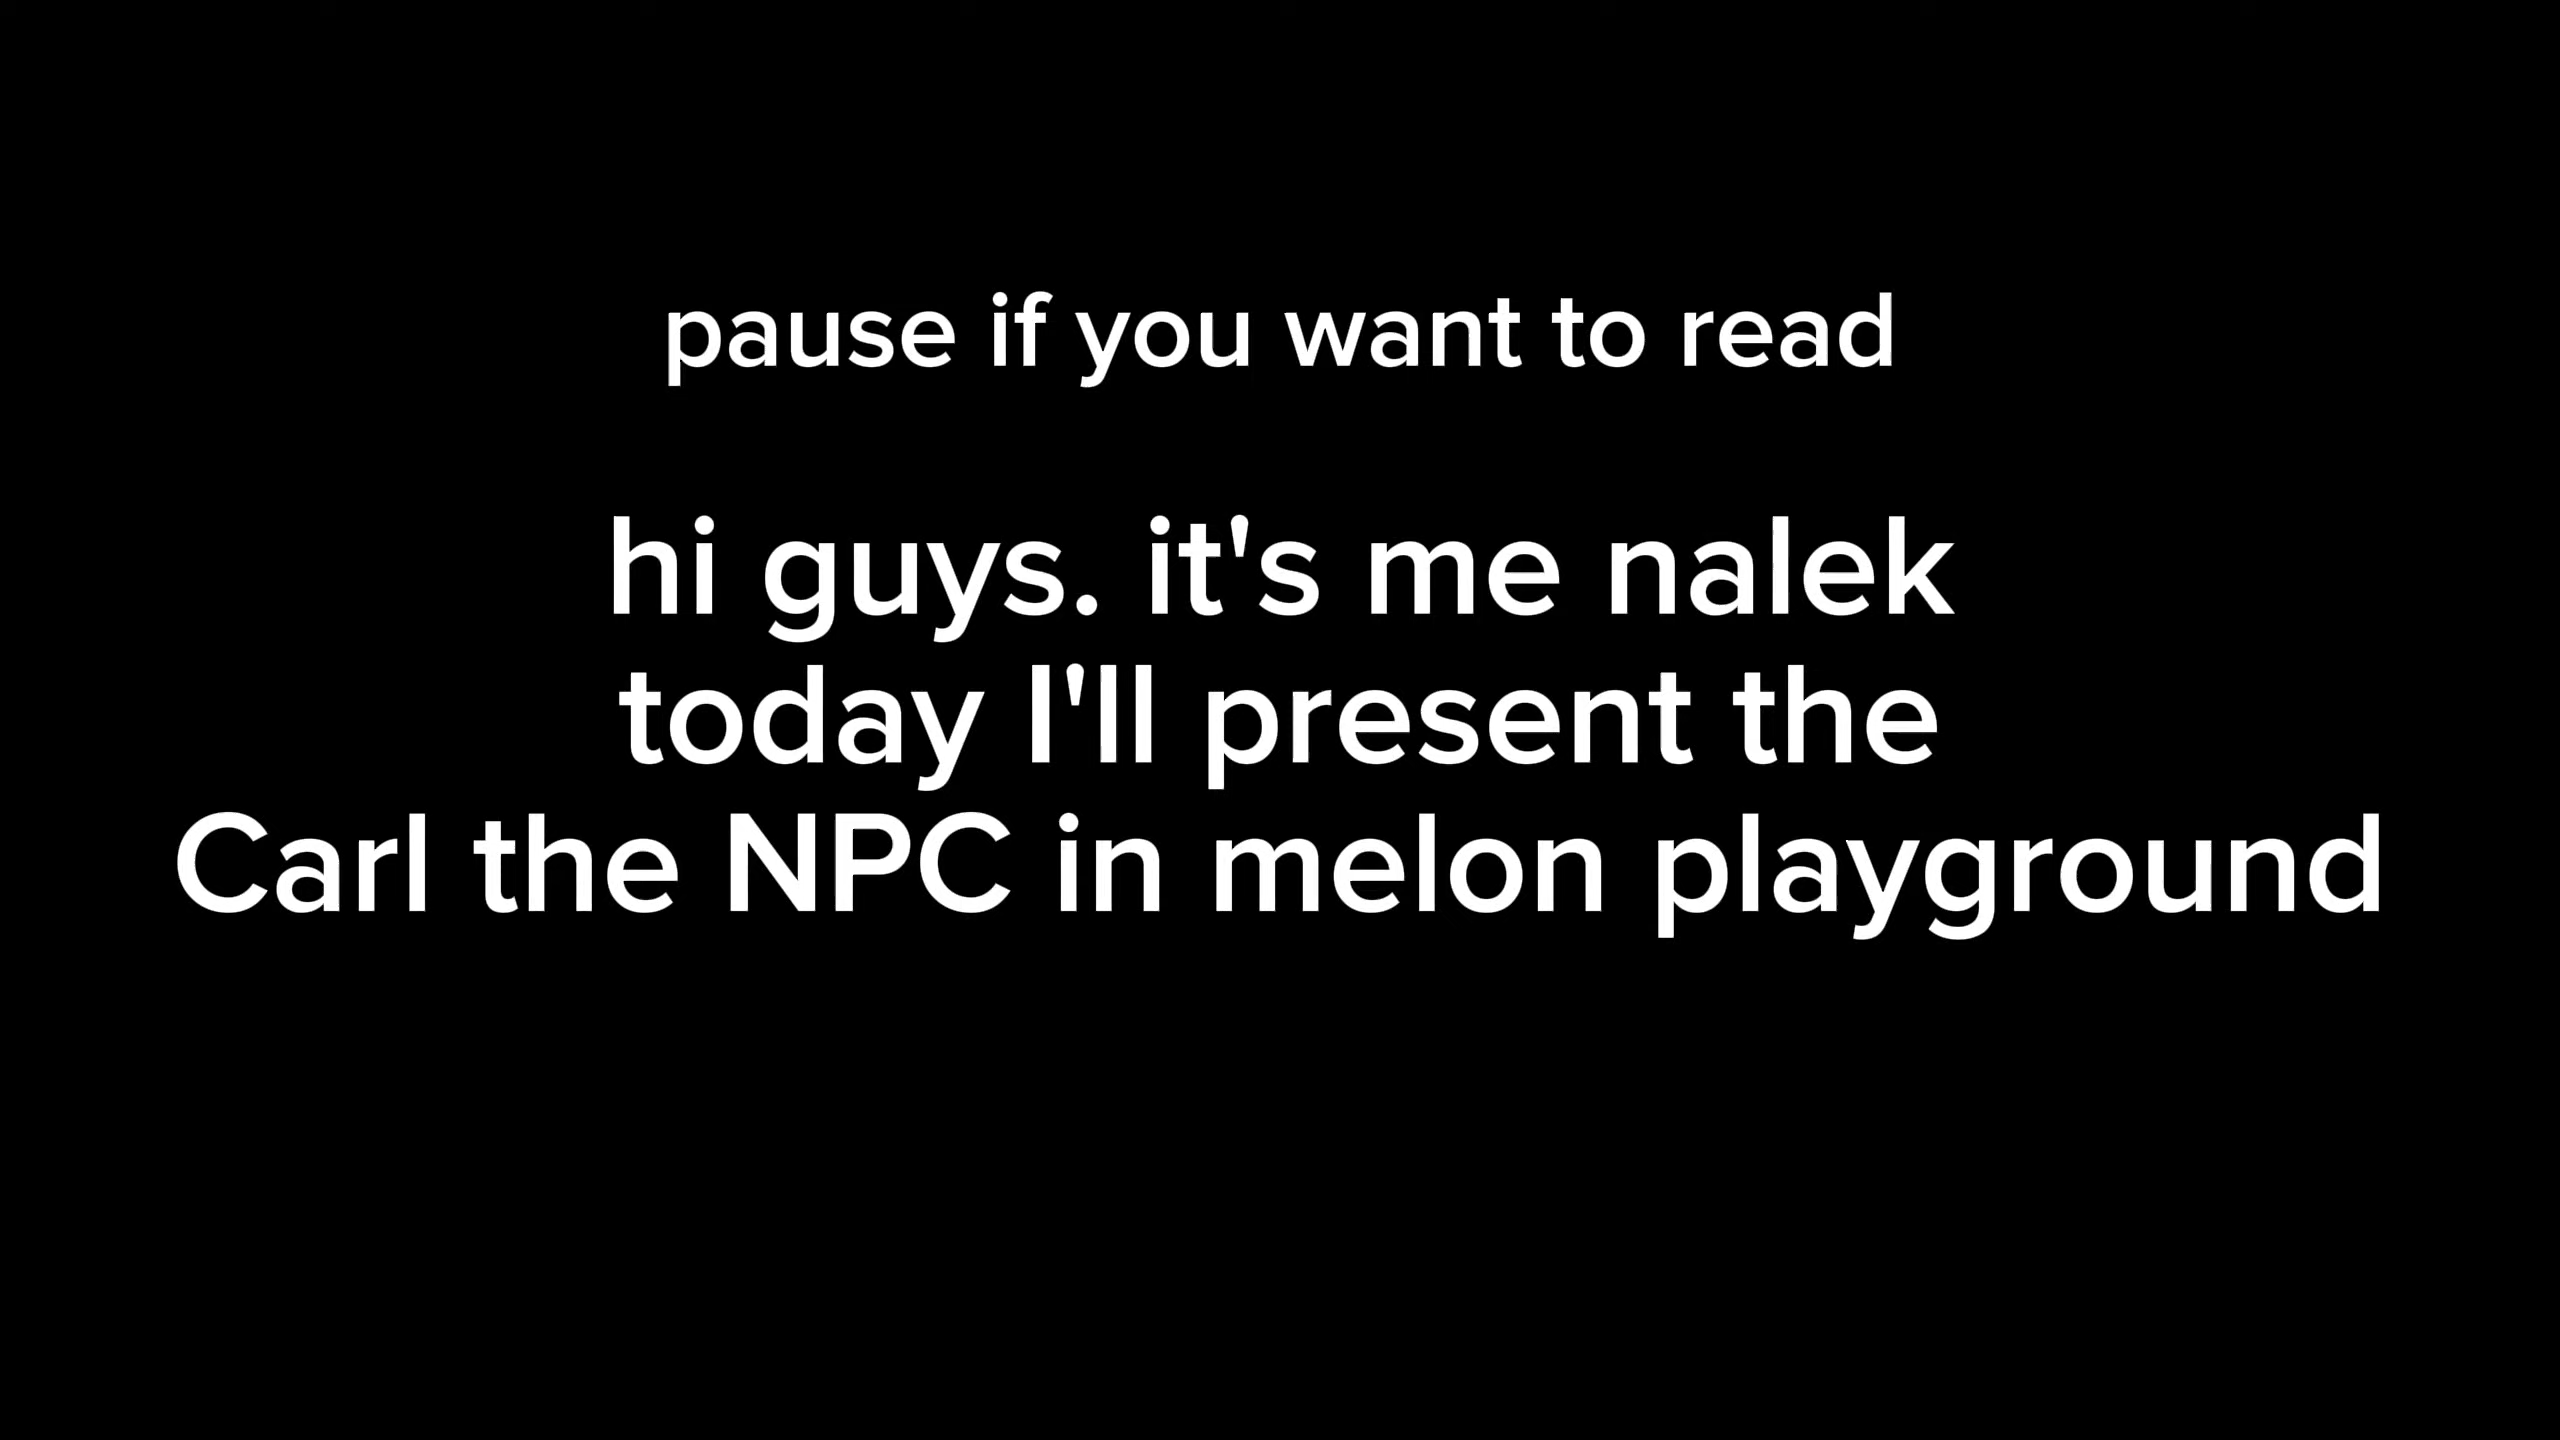 pause if you want to read
hi guys. it's me nalek
today I'll present the
Carl the NPC in melon playground